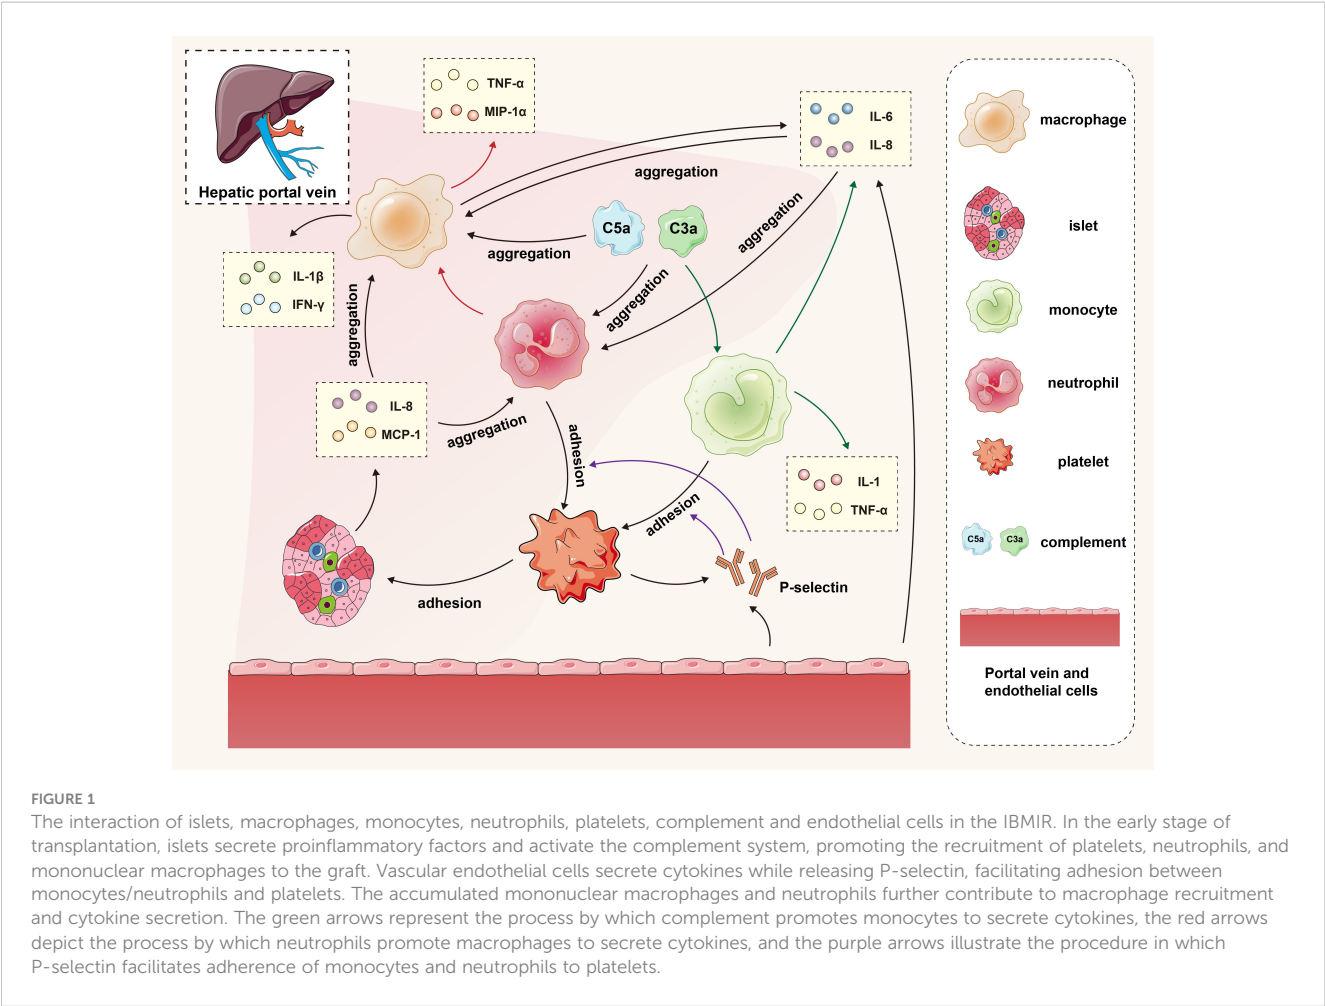 Hepatic portal vein
TNF-α
MIP-1α
IL-6
IL-8
aggregation
C5a
C3a
aggregation
aggregation
aggregation
IL-1β
IFN-γ
aggregation
IL-8
MCP-1
aggregation
adhesion
IL-1
TNF-α
adhesion
adhesion
P-selectin
macrophage
islet
monocyte
neutrophil
platelet
C5a
C3a
complement
Portal vein and
endothelial cells
FIGURE 1
The interaction of islets, macrophages, monocytes, neutrophils, platelets, complement and endothelial cells in the IBMIR. In the early stage of
transplantation, islets secrete proinflammatory factors and activate the complement system, promoting the recruitment of platelets, neutrophils, and
mononuclear macrophages to the graft. Vascular endothelial cells secrete cytokines while releasing P-selectin, facilitating adhesion between
monocytes/neutrophils and platelets. The accumulated mononuclear macrophages and neutrophils further contribute to macrophage recruitment
and cytokine secretion. The green arrows represent the process by which complement promotes monocytes to secrete cytokines, the red arrows
depict the process by which neutrophils promote macrophages to secrete cytokines, and the purple arrows illustrate the procedure in which
P-selectin facilitates adherence of monocytes and neutrophils to platelets.